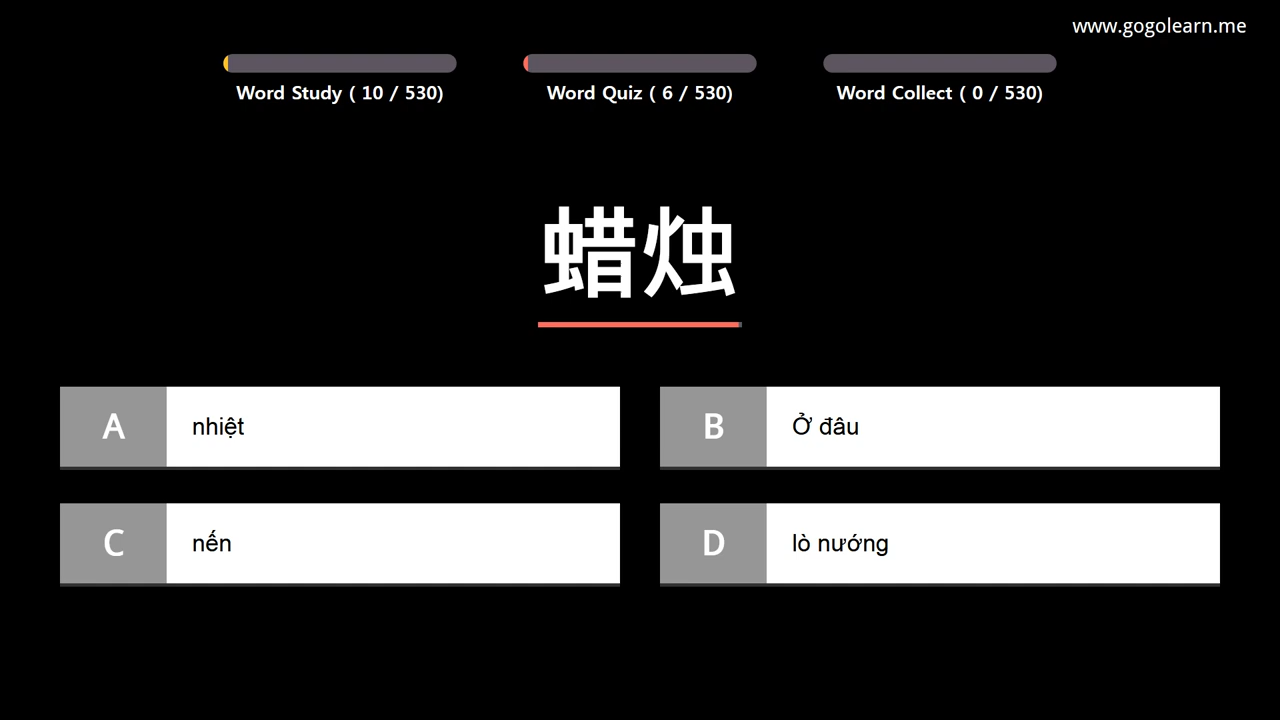 www.gogolearn.me
Word Study ( 10 / 530)
Word Quiz ( 6 / 530)
Word Collect ( 0 / 530)
蜡烛
A nhiệt
B Ở đâu
C nến
D lò nướng